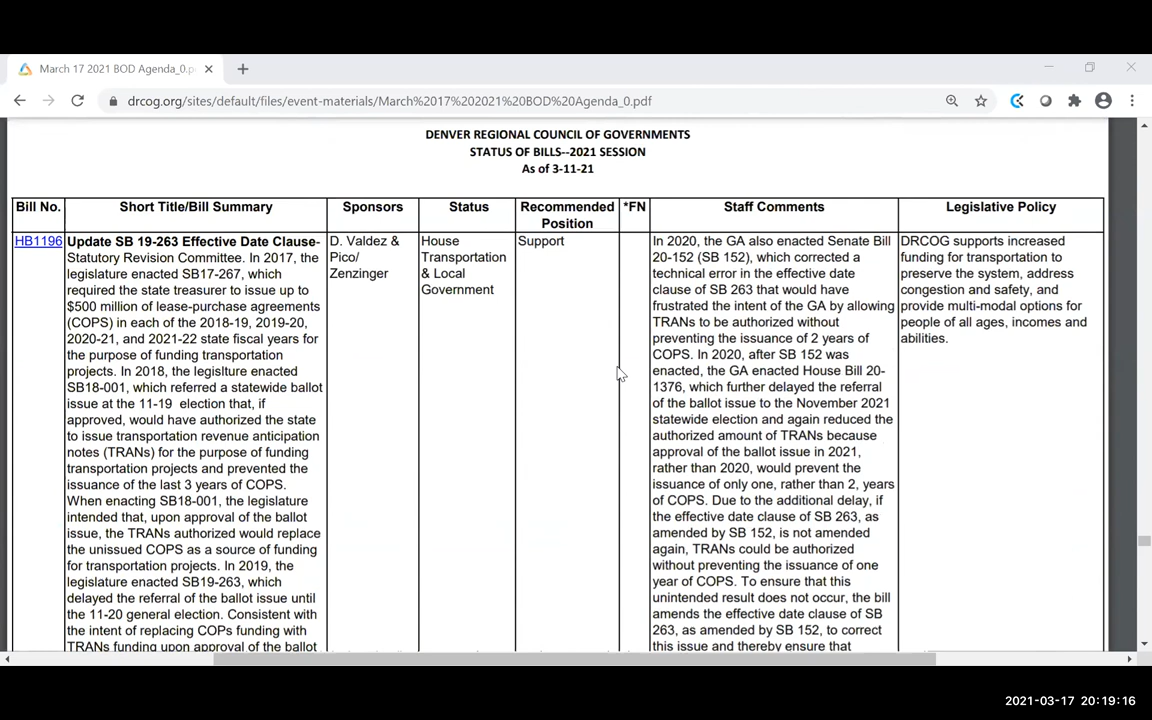 March 17 2021 BOD Agenda_0.p
drcog.org/sites/default/files/event-materials/March%2017%202021%20BOD%20Agenda_0.pdf
DENVER REGIONAL COUNCIL OF GOVERNMENTS
STATUS OF BILLS--2021 SESSION
As of 3-11-21
Bill No.
Short Title/Bill Summary
Sponsors
Status
Recommended
Position
*FN
Staff Comments
Legislative Policy
HB1196
Update SB 19-263 Effective Date Clause-
Statutory Revision Committee. In 2017, the
legislature enacted SB17-267, which
required the state treasurer to issue up to
$500 million of lease-purchase agreements
(COPS) in each of the 2018-19, 2019-20,
2020-21, and 2021-22 state fiscal years for
the purpose of funding transportation
projects. In 2018, the legislture enacted
SB18-001, which referred a statewide ballot
issue at the 11-19 election that, if
approved, would have authorized the state
to issue transportation revenue anticipation
notes (TRANs) for the purpose of funding
transportation projects and prevented the
issuance of the last 3 years of COPS.
When enacting SB18-001, the legislature
intended that, upon approval of the ballot
issue, the TRANs authorized would replace
the unissued COPS as a source of funding
for transportation projects. In 2019, the
legislature enacted SB19-263, which
delayed the referral of the ballot issue until
the 11-20 general election. Consistent with
the intent of replacing COPs funding with
TRANs funding upon approval of the ballot
D. Valdez &
Pico/
Zenzinger
House
Transportation
& Local
Government
Support
In 2020, the GA also enacted Senate Bill
20-152 (SB 152), which corrected a
technical error in the effective date
clause of SB 263 that would have
frustrated the intent of the GA by allowing
TRANs to be authorized without
preventing the issuance of 2 years of
COPS. In 2020, after SB 152 was
enacted, the GA enacted House Bill 20-
1376, which further delayed the referral
of the ballot issue to the November 2021
statewide election and again reduced the
authorized amount of TRANs because
approval of the ballot issue in 2021,
rather than 2020, would prevent the
issuance of only one, rather than 2, years
of COPS. Due to the additional delay, if
the effective date clause of SB 263, as
amended by SB 152, is not amended
again, TRANs could be authorized
without preventing the issuance of one
year of COPS. To ensure that this
unintended result does not occur, the bill
amends the effective date clause of SB
263, as amended by SB 152, to correct
this issue and thereby ensure that
DRCOG supports increased
funding for transportation to
preserve the system, address
congestion and safety, and
provide multi-modal options for
people of all ages, incomes and
abilities.
2021-03-17 20:19:16